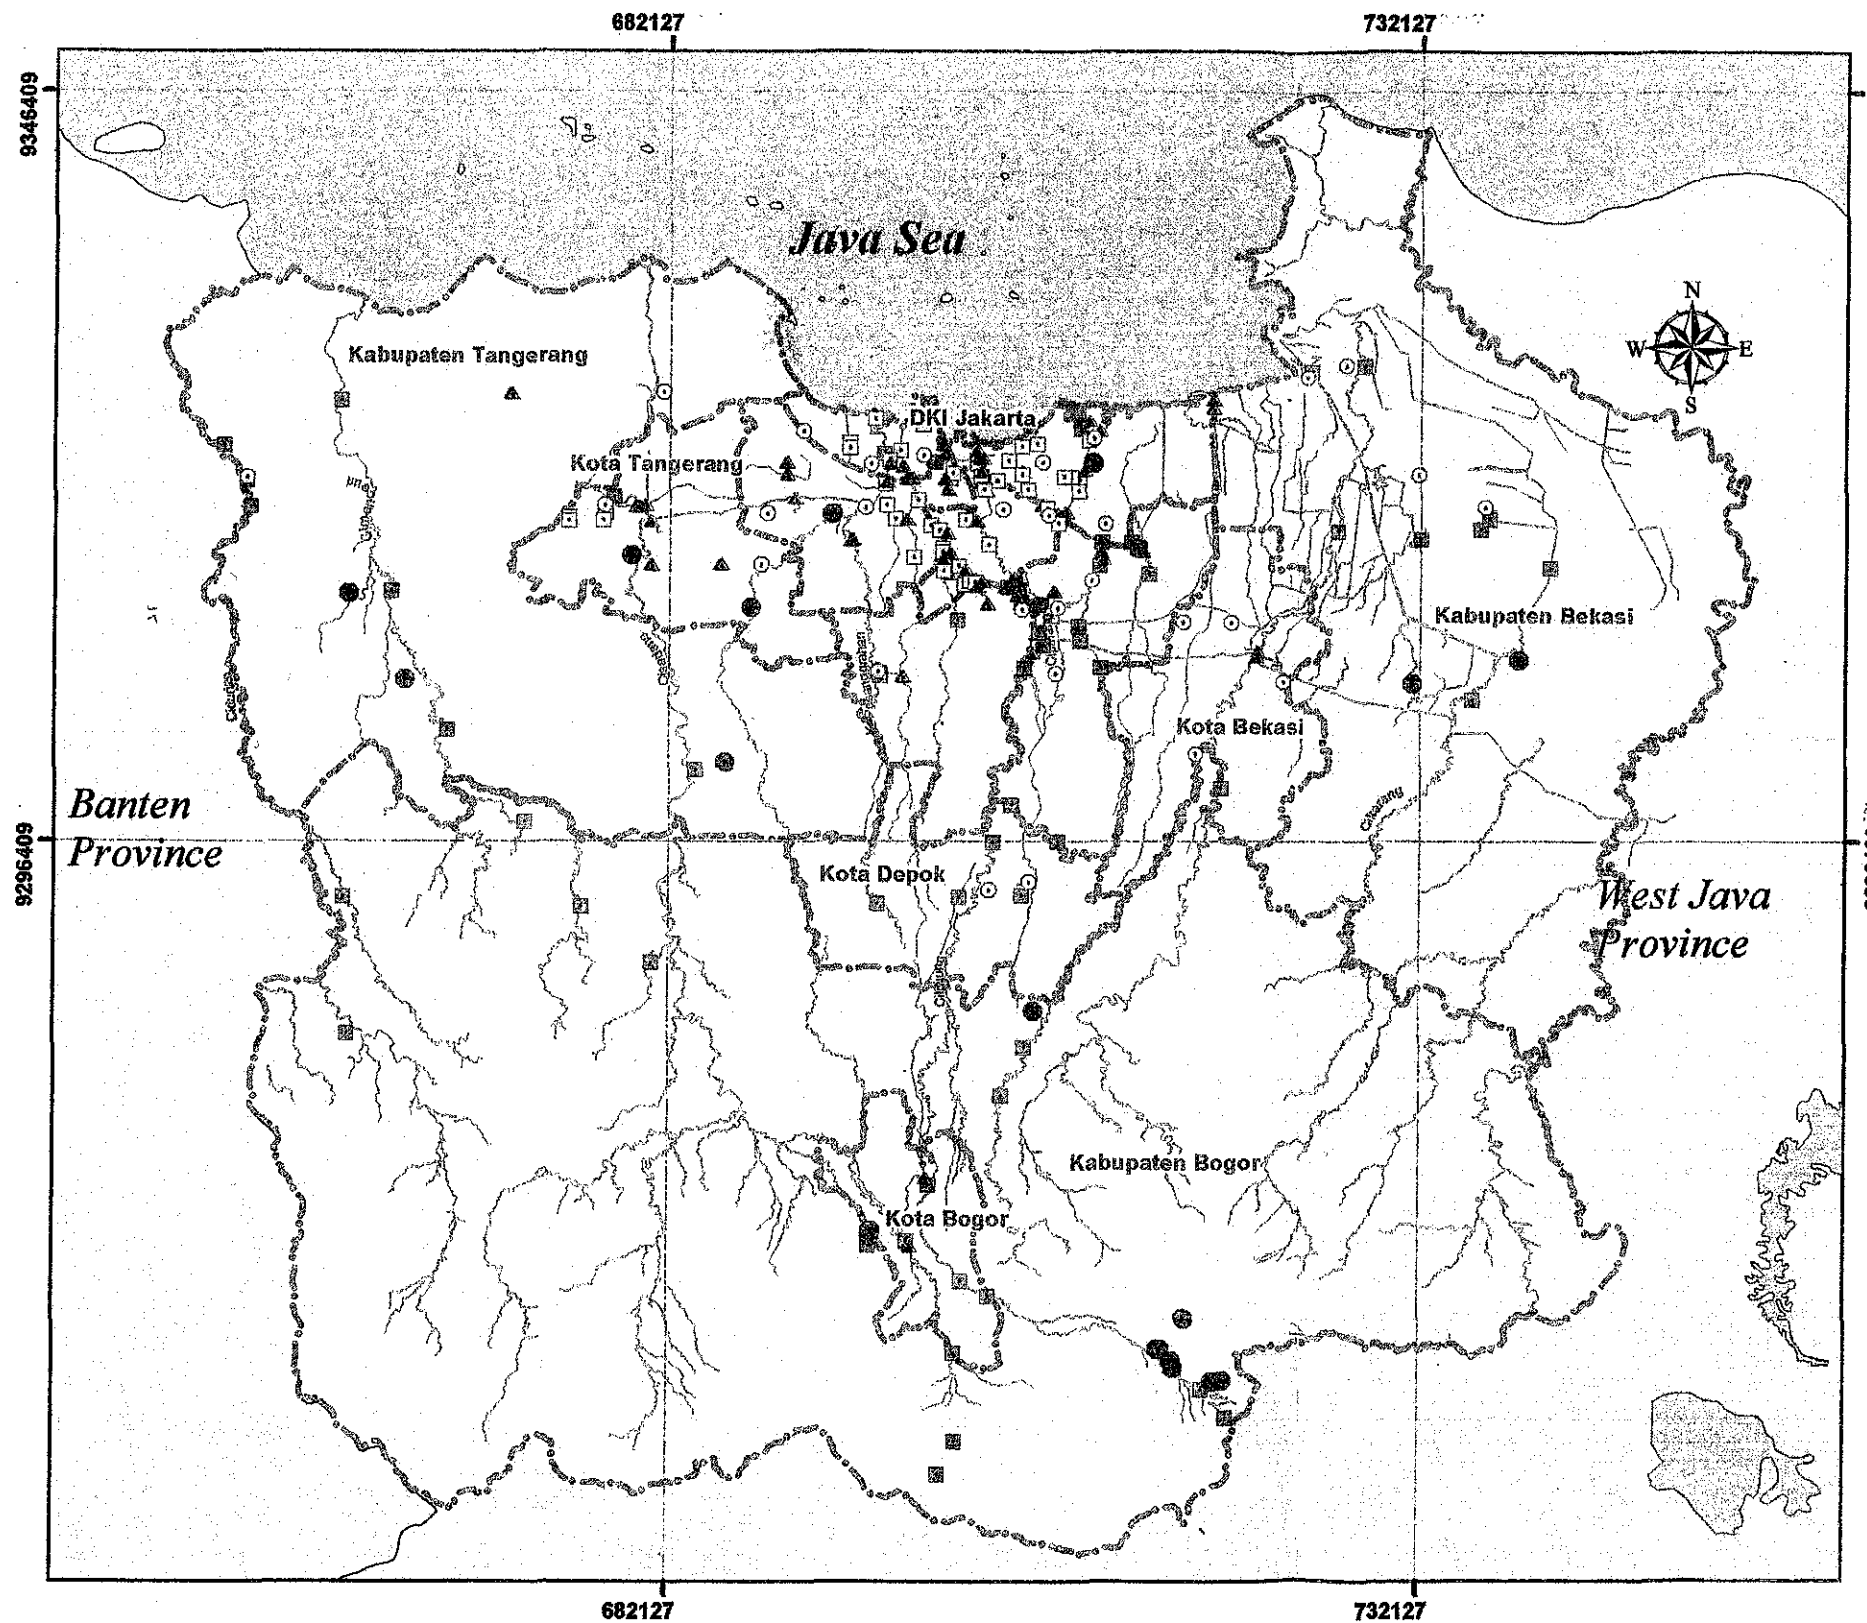 682127
732127
9346409
Java Sea
N
W
E
S
Kabupaten Tangerang
DKI Jakarta
Kota Tangerang
Kabupaten Bekasi
Kota Bekasi
Banten
Province
9296409
Kota Depok
West Java
Province
Kabupaten Bogor
Kota Bogor
682127
732127